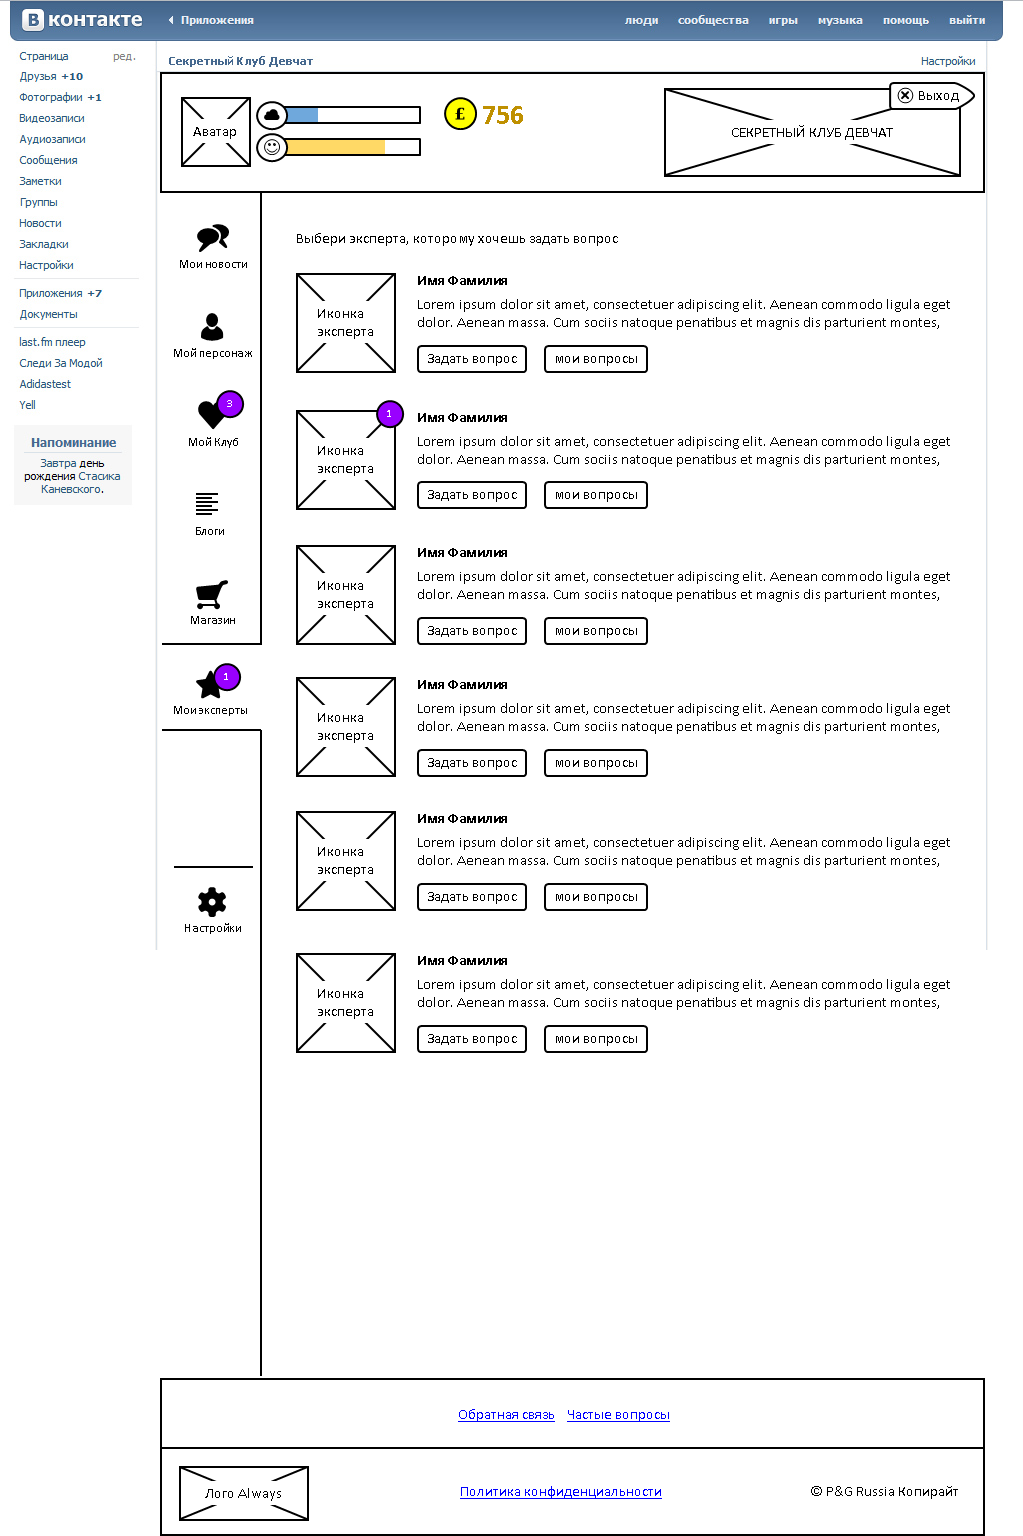 В контакте
Приложения
люди сообщества игры музыка помощь выйти
Страница ред.
Друзья +10
Фотографии +1
Видеозаписи
Аудиозаписи
Сообщения
Заметки
Группы
Новости
Закладки
Настройки
Приложения +7
Документы
last.fm плеер
Следи За Модой
Adidastest
Yell
Напоминание
Завтра день
рождения Стасика
Каневского.
Секретный Клуб Девчат
Настройки
Аватар
£ 756
Выход
СЕКРЕТНЫЙ КЛУБ ДЕВЧАТ
Мои новости
Мой персонаж
3
Мой Клуб
Блоги
Магазин
1
Мои эксперты
Настройки
Выбери эксперта, которому хочешь задать вопрос
Иконка
эксперта
Имя Фамилия
Lorem ipsum dolor sit amet, consectetuer adipiscing elit. Aenean commodo ligula eget
dolor. Aenean massa. Cum sociis natoque penatibus et magnis dis parturient montes,
Задать вопрос мои вопросы
1
Иконка
эксперта
Имя Фамилия
Lorem ipsum dolor sit amet, consectetuer adipiscing elit. Aenean commodo ligula eget
dolor. Aenean massa. Cum sociis natoque penatibus et magnis dis parturient montes,
Задать вопрос мои вопросы
Иконка
эксперта
Имя Фамилия
Lorem ipsum dolor sit amet, consectetuer adipiscing elit. Aenean commodo ligula eget
dolor. Aenean massa. Cum sociis natoque penatibus et magnis dis parturient montes,
Задать вопрос мои вопросы
Иконка
эксперта
Имя Фамилия
Lorem ipsum dolor sit amet, consectetuer adipiscing elit. Aenean commodo ligula eget
dolor. Aenean massa. Cum sociis natoque penatibus et magnis dis parturient montes,
Задать вопрос мои вопросы
Иконка
эксперта
Имя Фамилия
Lorem ipsum dolor sit amet, consectetuer adipiscing elit. Aenean commodo ligula eget
dolor. Aenean massa. Cum sociis natoque penatibus et magnis dis parturient montes,
Задать вопрос мои вопросы
Иконка
эксперта
Имя Фамилия
Lorem ipsum dolor sit amet, consectetuer adipiscing elit. Aenean commodo ligula eget
dolor. Aenean massa. Cum sociis natoque penatibus et magnis dis parturient montes,
Задать вопрос мои вопросы
Обратная связь Частые вопросы
Лого Always
Политика конфиденциальности
© P&G Russia Копирайт